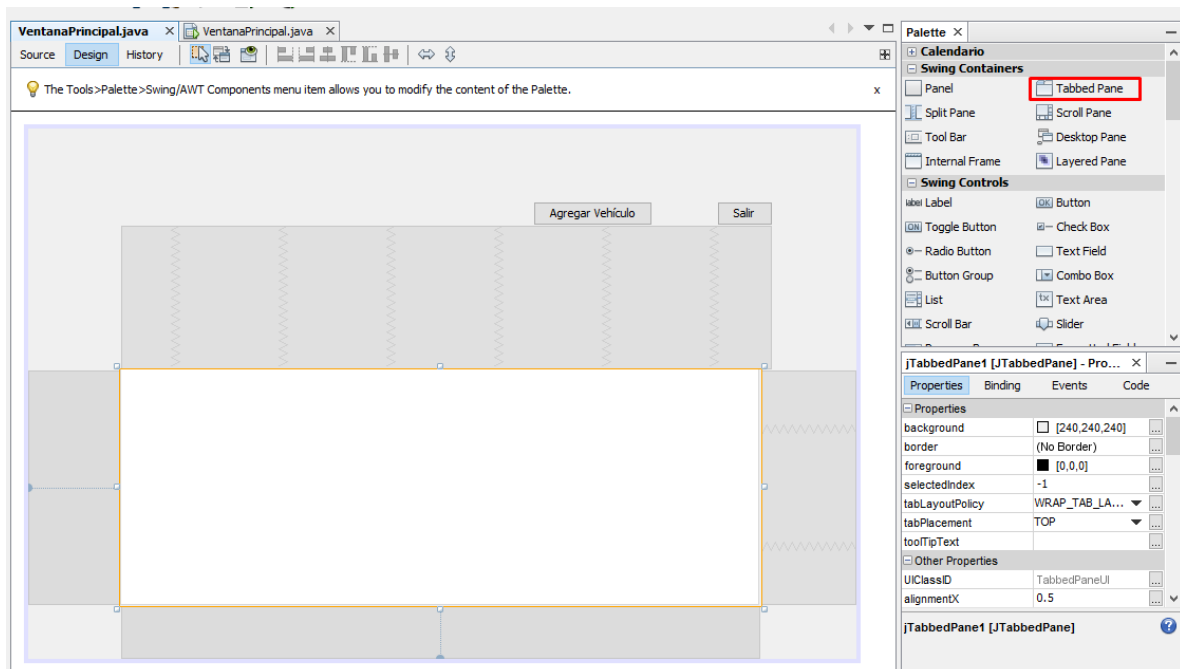 VentanaPrincipal.java × VentanaPrincipal.java ×
Source Design History
The Tools>Palette>Swing/AWT Components menu item allows you to modify the content of the Palette. x
Agregar Vehículo Salir
Palette ×
Calendario
Swing Containers
Panel Tabbed Pane
Split Pane Scroll Pane
Tool Bar Desktop Pane
Internal Frame Layered Pane
Swing Controls
label Label OK Button
ON Toggle Button Check Box
Radio Button Text Field
Button Group Combo Box
List tx Text Area
Scroll Bar Slider
jTabbedPane1 [JTabbedPane] - Pro... ×
Properties Binding Events Code
Properties
background [240,240,240] ...
border (No Border) ...
foreground [0,0,0] ...
selectedIndex -1 ...
tabLayoutPolicy WRAP_TAB_LA... ...
tabPlacement TOP ...
toolTipText ...
Other Properties
UIClassID TabbedPaneUI ...
alignmentX 0.5 ...
jTabbedPane1 [JTabbedPane] ?